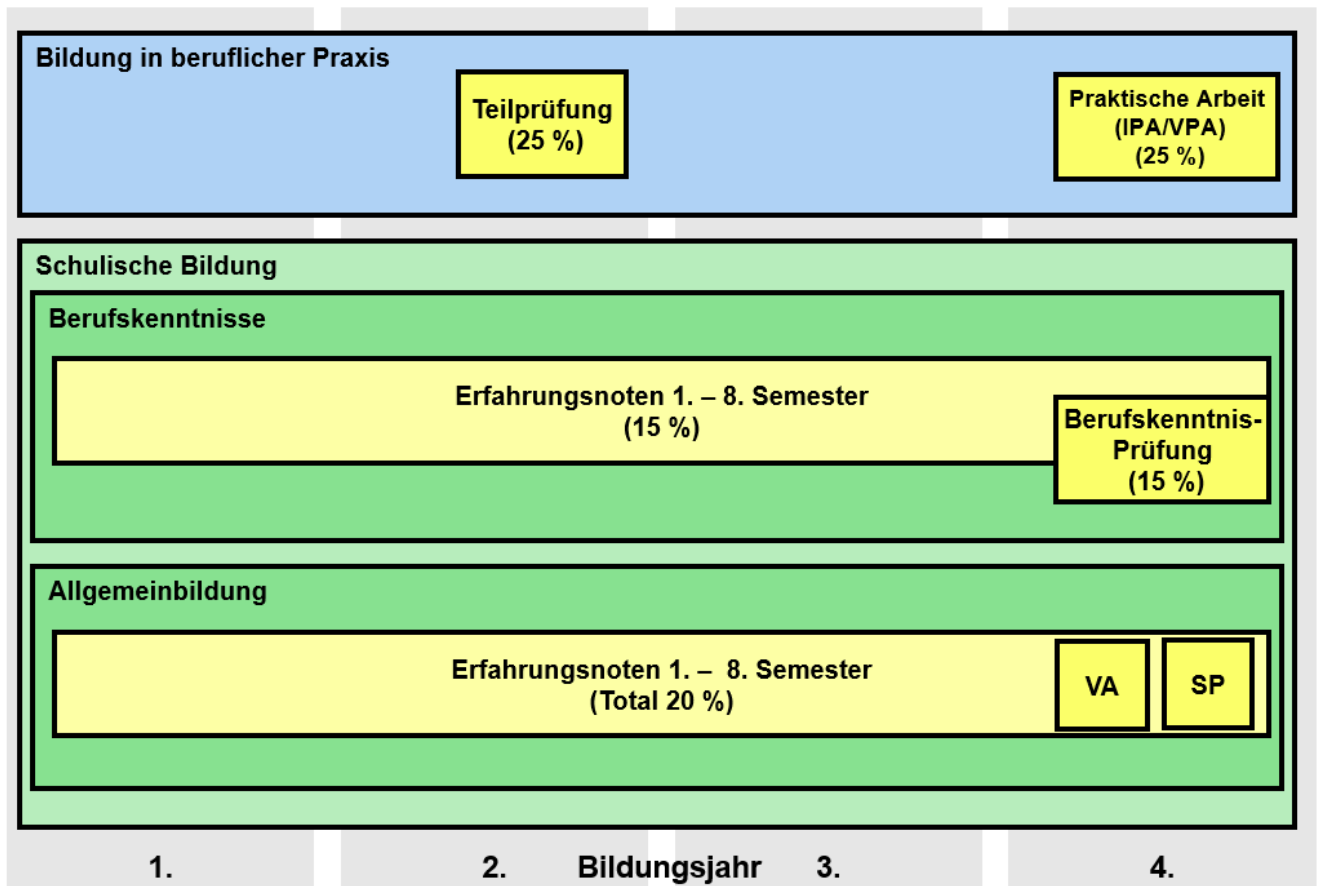 Bildung in beruflicher Praxis
Teilprüfung
(25 %)
Praktische Arbeit
(IPA/VPA)
(25 %)
Schulische Bildung
Berufskenntnisse
Erfahrungsnoten 1. – 8. Semester
(15 %)
Berufskenntnis-
Prüfung
(15 %)
Allgemeinbildung
Erfahrungsnoten 1. –  8. Semester
(Total 20 %)
VA
SP
1. 2. Bildungsjahr 3. 4.